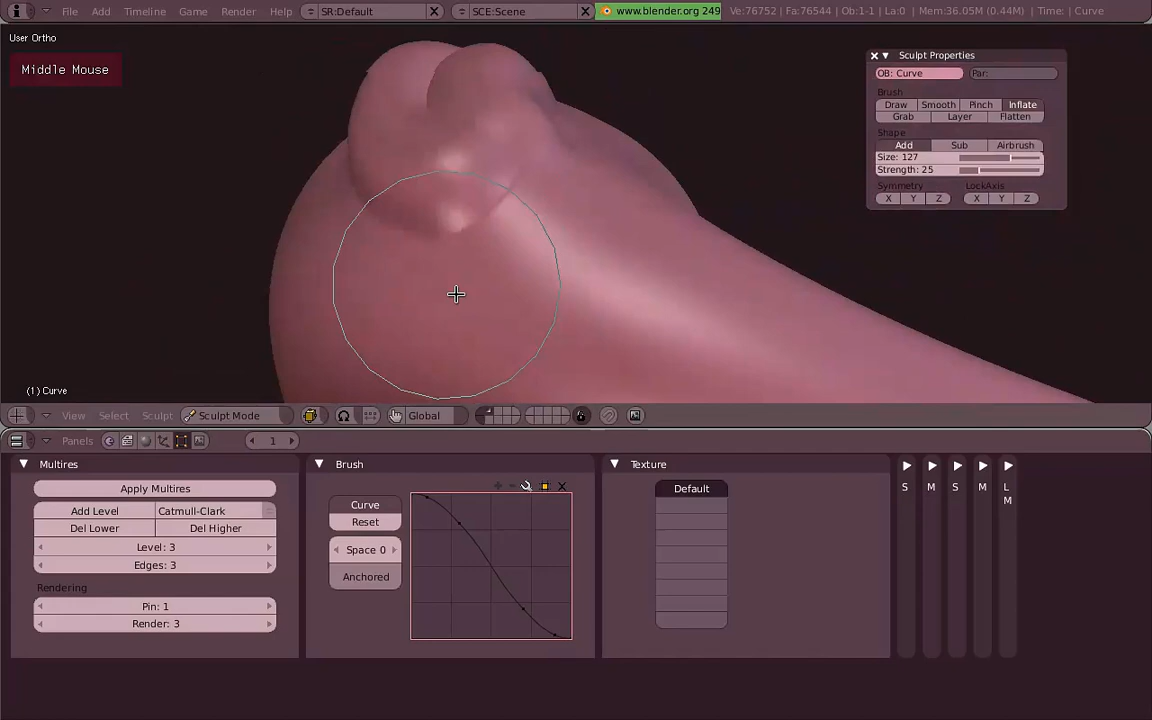 File Add Timeline Game Render Help SR:Default SCE:Scene www.blender.org 249 Ve:76752 | Fa:76544 | Ob:1-1 | La:0 | Mem:36.05M (0.44M) | Time: | Curve
User Ortho
Middle Mouse
Sculpt Properties
OB: Curve Par:
Brush
Draw Smooth Pinch Inflate
Grab Layer Flatten
Shape
Add Sub Airbrush
Size: 127
Strength: 25
Symmetry LockAxis
X Y Z X Y Z
(1) Curve
View Select Sculpt Sculpt Mode Global
Panels 1
Multires
Apply Multires
Add Level Catmull-Clark
Del Lower Del Higher
Level: 3
Edges: 3
Rendering
Pin: 1
Render: 3
Brush
Curve
Reset
Space 0
Anchored
Texture
Default
S M S M L
M